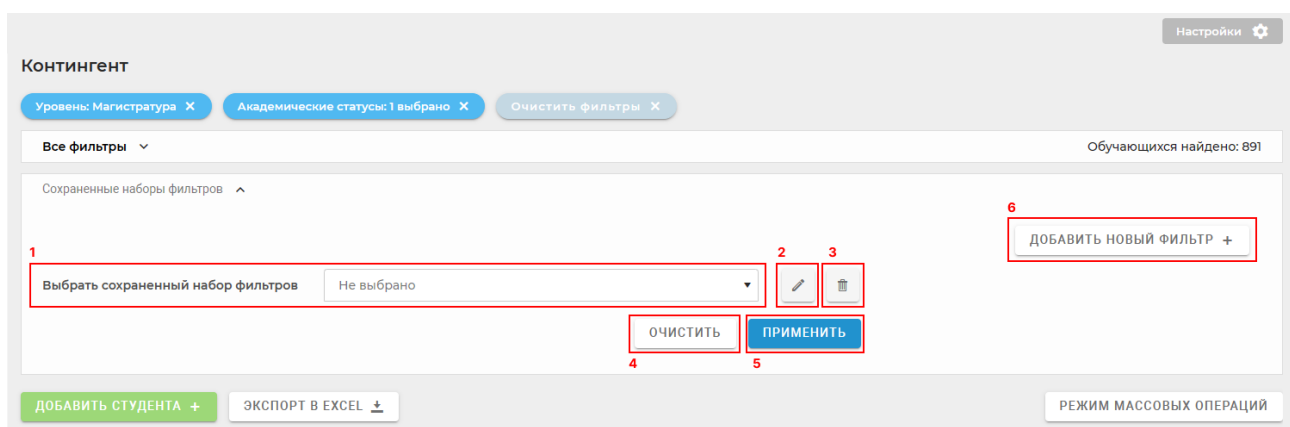 Настройки
Контингент
Уровень: Магистратура ✕ Академические статусы: 1 выбрано ✕ Очистить фильтры ✕
Все фильтры Обучающихся найдено: 891
Сохраненные наборы фильтров
6
ДОБАВИТЬ НОВЫЙ ФИЛЬТР +
1 2 3
Выбрать сохраненный набор фильтров Не выбрано
ОЧИСТИТЬ ПРИМЕНИТЬ
4 5
ДОБАВИТЬ СТУДЕНТА + ЭКСПОРТ В EXCEL РЕЖИМ МАССОВЫХ ОПЕРАЦИЙ